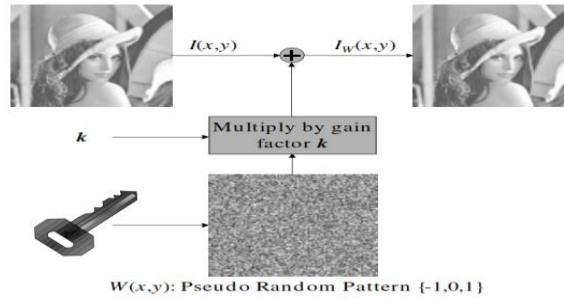 I(x,y)
I_W(x,y)
k
Multiply by gain
factor k
W(x,y): Pseudo Random Pattern {-1,0,1}